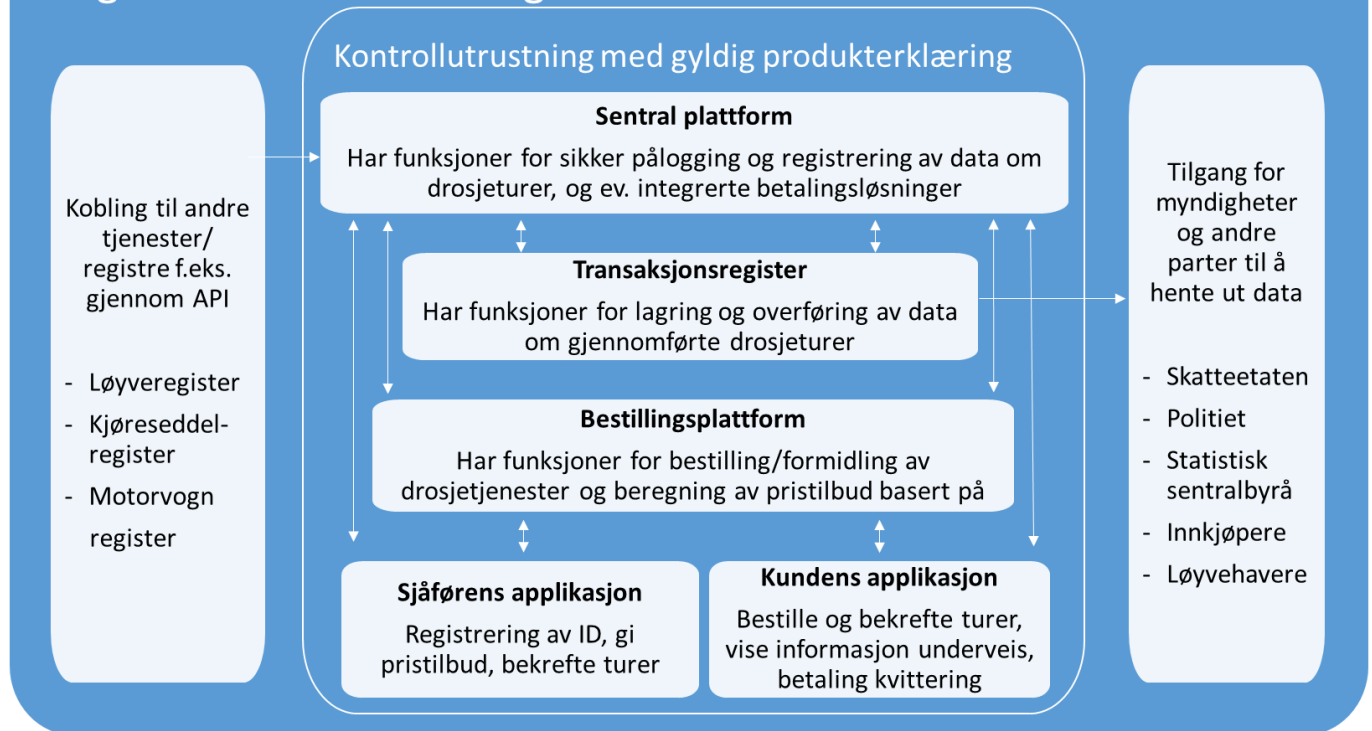 Kontrollutrustning med gyldig produkterklæring
Kobling til andre
tjenester/
registre f.eks.
gjennom API
- Løyveregister
- Kjøreseddel-
register
- Motorvogn
register
Sentral plattform
Har funksjoner for sikker pålogging og registrering av data om
drosjeturer, og ev. integrerte betalingsløsninger
Transaksjonsregister
Har funksjoner for lagring og overføring av data
om gjennomførte drosjeturer
Bestillingsplattform
Har funksjoner for bestilling/formidling av
drosjetjenester og beregning av pristilbud basert på
Sjåførens applikasjon
Registrering av ID, gi
pristilbud, bekrefte turer
Kundens applikasjon
Bestille og bekrefte turer,
vise informasjon underveis,
betaling kvittering
Tilgang for
myndigheter
og andre
parter til å
hente ut data
- Skatteetaten
- Politiet
- Statistisk
sentralbyrå
- Innkjøpere
- Løyvehavere